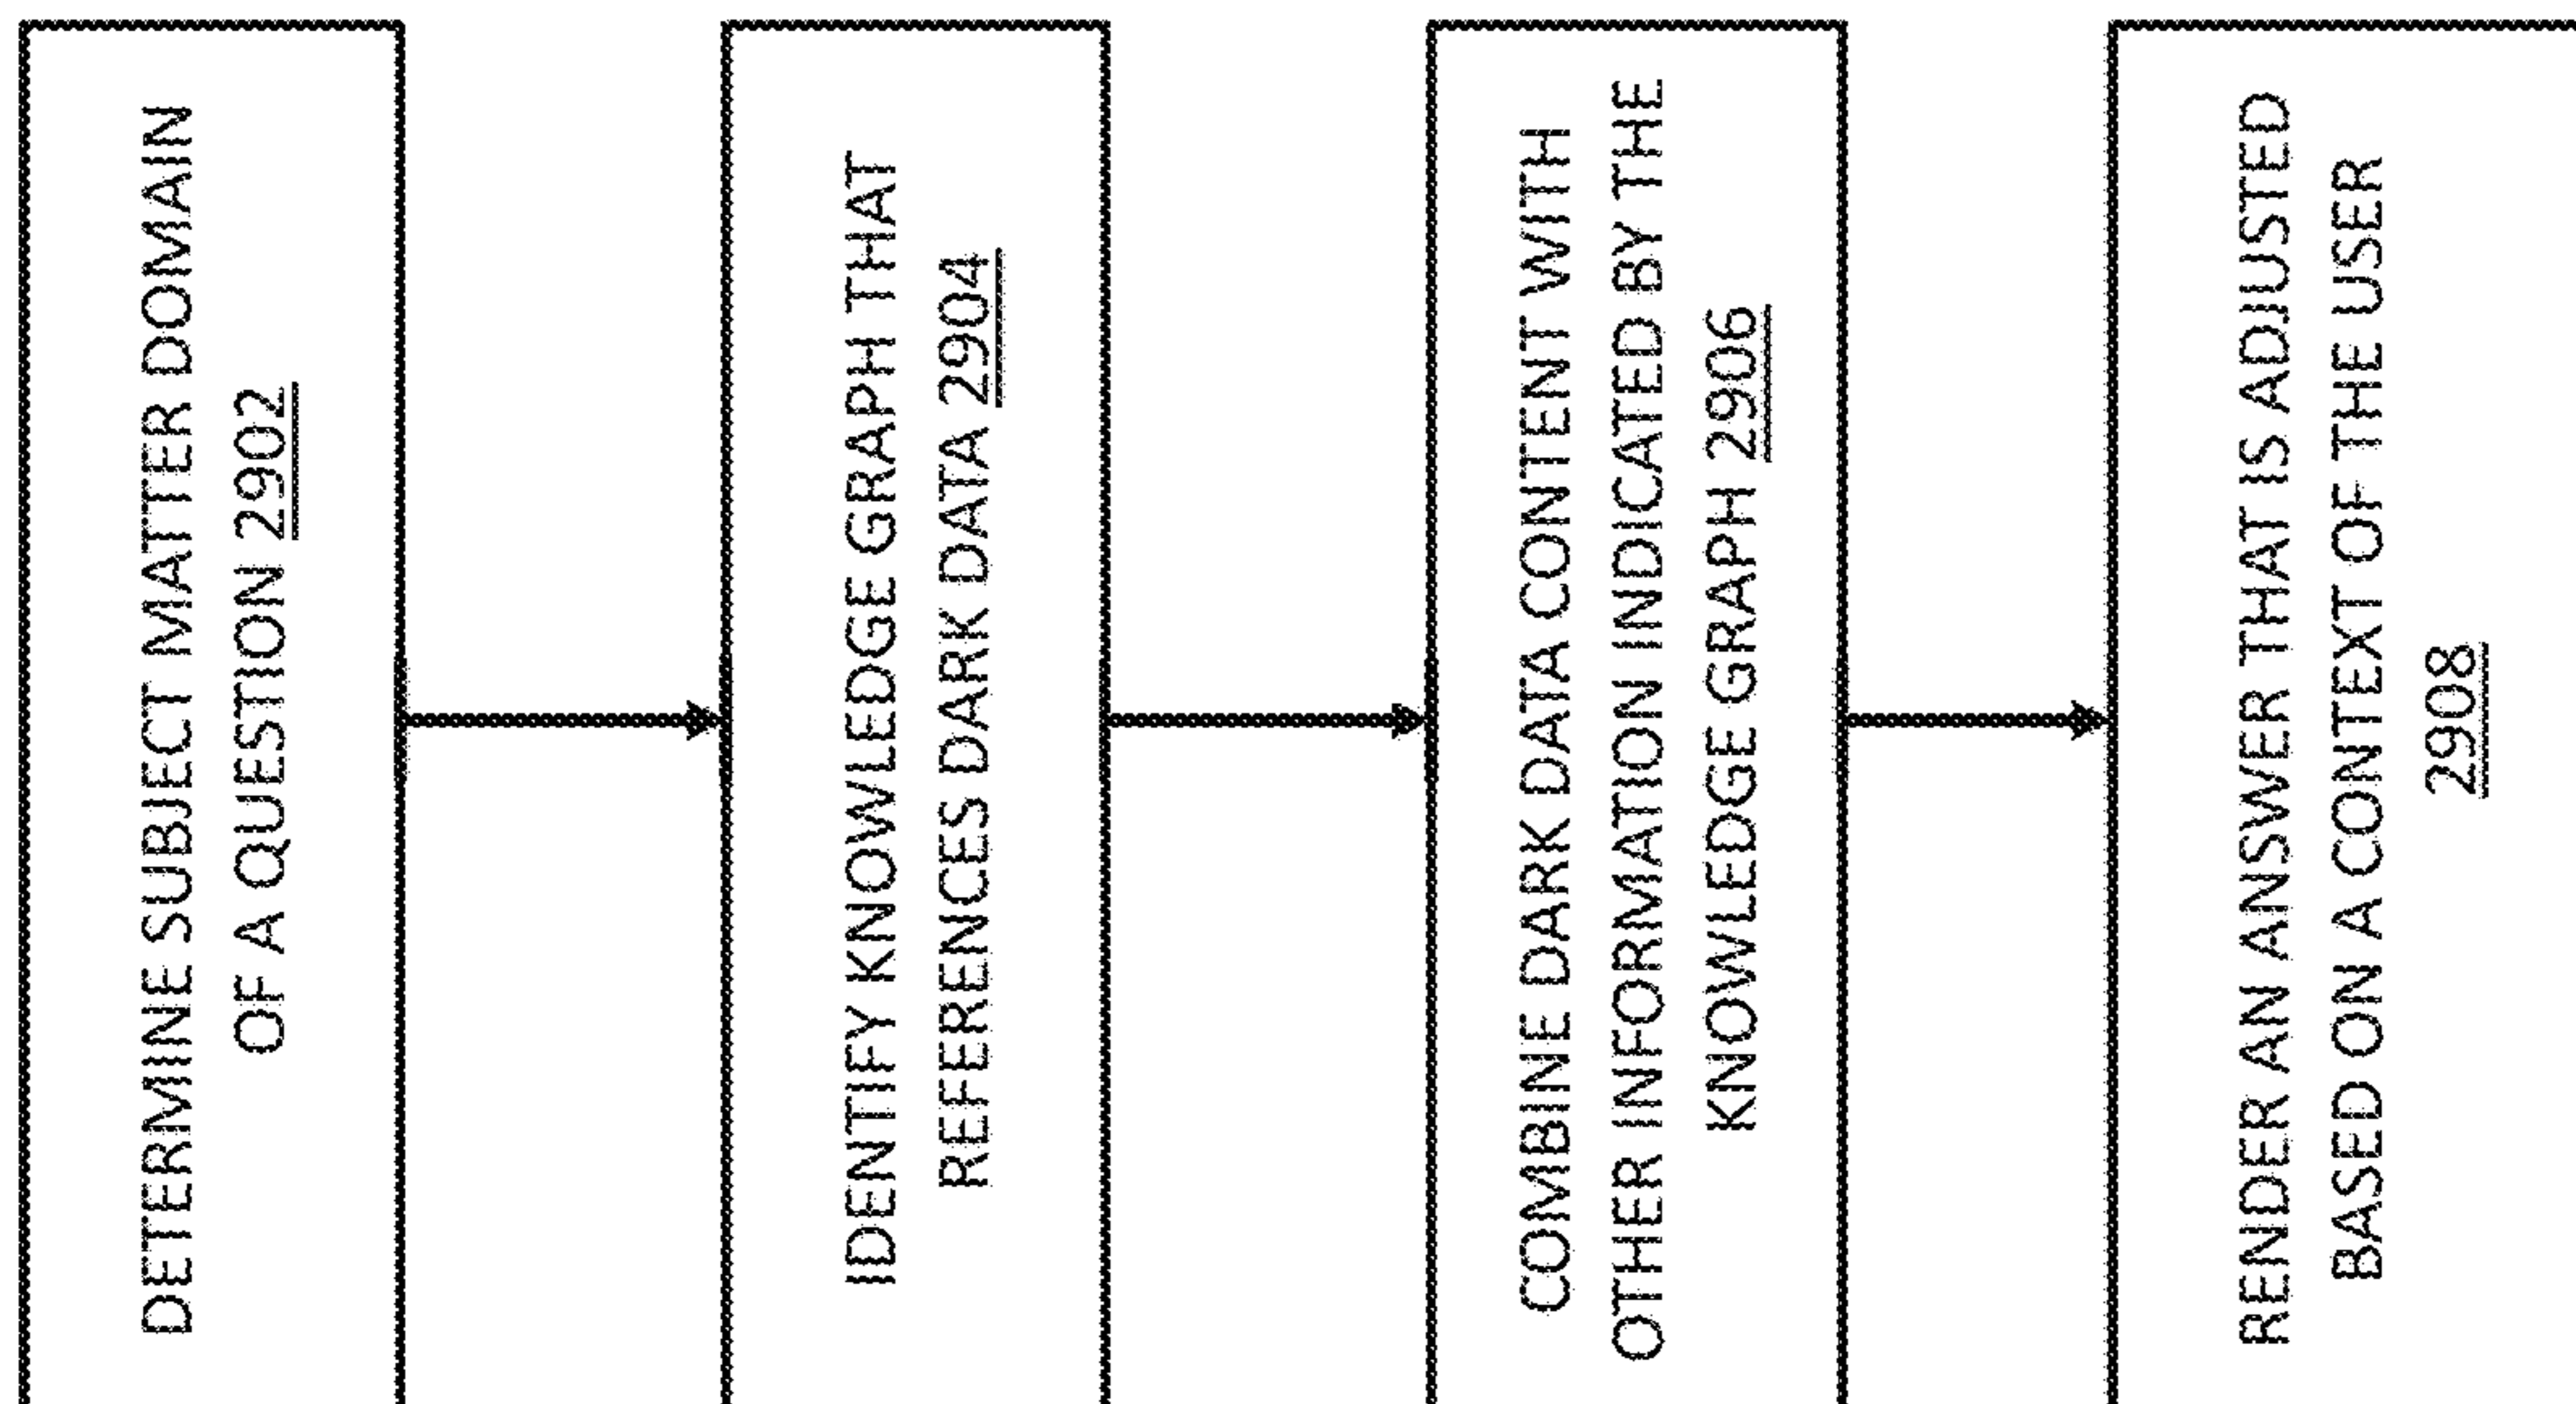 DETERMINE SUBJECT MATTER DOMAIN
OF A QUESTION 2902
IDENTIFY KNOWLEDGE GRAPH THAT
REFERENCES DARK DATA 2904
COMBINE DARK DATA CONTENT WITH
OTHER INFORMATION INDICATED BY THE
KNOWLEDGE GRAPH 2906
RENDER AN ANSWER THAT IS ADJUSTED
BASED ON A CONTEXT OF THE USER
2908